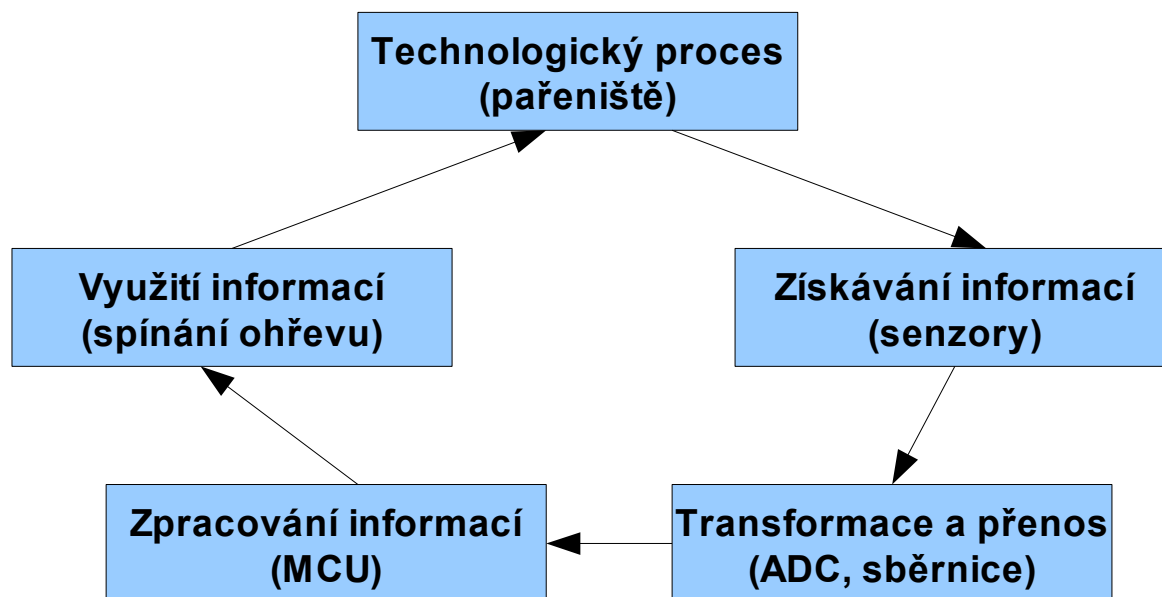 Technologický proces
(pařeniště)
Využití informací
(spínání ohřevu)
Získávání informací
(senzory)
Zpracování informací
(MCU)
Transformace a přenos
(ADC, sběrnice)